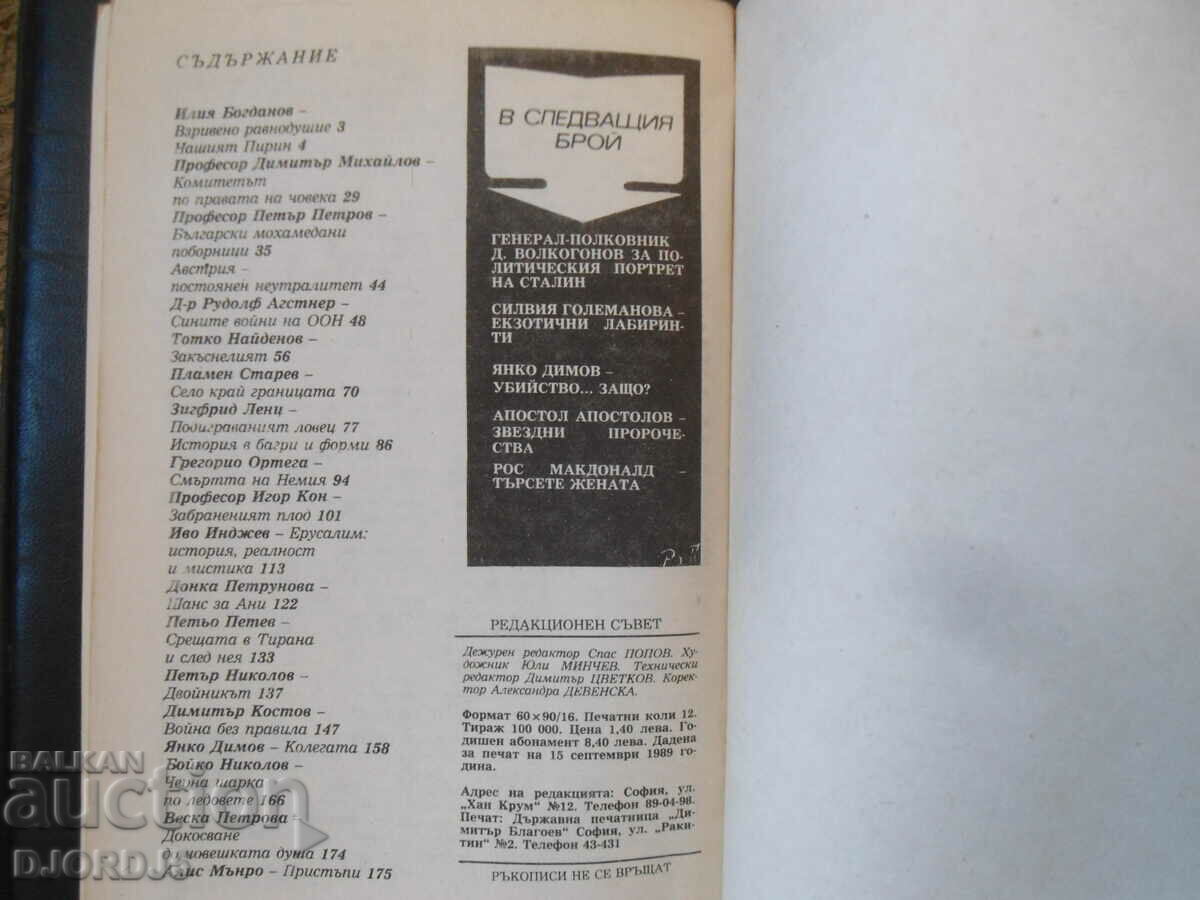 СЪДЪРЖАНИЕ
Илия Богданов –
Взривено равнодушие 3
Чашият Пирин 4
Професор Димитър Михайлов –
Комитетът
по правата на човека 29
Професор Петър Петров –
Български мохамедани
поборници 35
Австрия –
постоянен неутралитет 44
Д-р Рудолф Агстнер –
Сините войни на ООН 48
Тотко Найденов –
Закъснелият 56
Пламен Старев –
Село край границата 70
Зигфрид Ленц –
Подиграваният ловец 77
История в багри и форми 86
Грегорио Ортега –
Смъртта на Немия 94
Професор Игор Кон –
Забраненият плод 101
Иво Инджев – Ерусалим:
история, реалност
и мистика 113
Донка Петрунова –
Шанс за Ани 122
Петьо Петев –
Срещата в Тирана
и след нея 133
Петър Николов –
Двойникът 137
Димитър Костов –
Война без правила 147
Янко Димов – Колегата 158
Бойко Николов –
Черна шарка
по ледовете 166
Веска Петрова –
Докосване
до човешката душа 174
Алис Мънро – Пристъпи 175
В СЛЕДВАЩИЯ
БРОЙ
ГЕНЕРАЛ-ПОЛКОВНИК
Д. ВОЛКОГОНОВ ЗА ПО-
ЛИТИЧЕСКИЯ ПОРТРЕТ
НА СТАЛИН
СИЛВИЯ ГОЛЕМАНОВА –
ЕКЗОТИЧНИ ЛАБИРИН-
ТИ
ЯНКО ДИМОВ –
УБИЙСТВО... ЗАЩО?
АПОСТОЛ АПОСТОЛОВ –
ЗВЕЗДНИ ПРОРОЧЕ-
СТВА
РОС МАКДОНАЛД –
ТЪРСЕТЕ ЖЕНАТА
РЕДАКЦИОНЕН СЪВЕТ
Дежурен редактор Спас ПОПОВ. Ху-
дожник Юли МИНЧЕВ. Технически
редактор Димитър ЦВЕТКОВ. Корек-
тор Александра ДЕВЕНСКА.
Формат 60×90/16. Печатни коли 12.
Тираж 100 000. Цена 1,40 лева. Го-
дишен абонамент 8,40 лева. Дадена
за печат на 15 септември 1989 го-
дина.
Адрес на редакцията: София, ул.
„Хан Крум“ №12. Телефон 89-04-98.
Печат: Държавна печатница „Ди-
митър Благоев“ София, ул. „Раки-
тин“ №2. Телефон 43-431
РЪКОПИСИ НЕ СЕ ВРЪЩАТ
BALKAN
auction
DJORDJ5